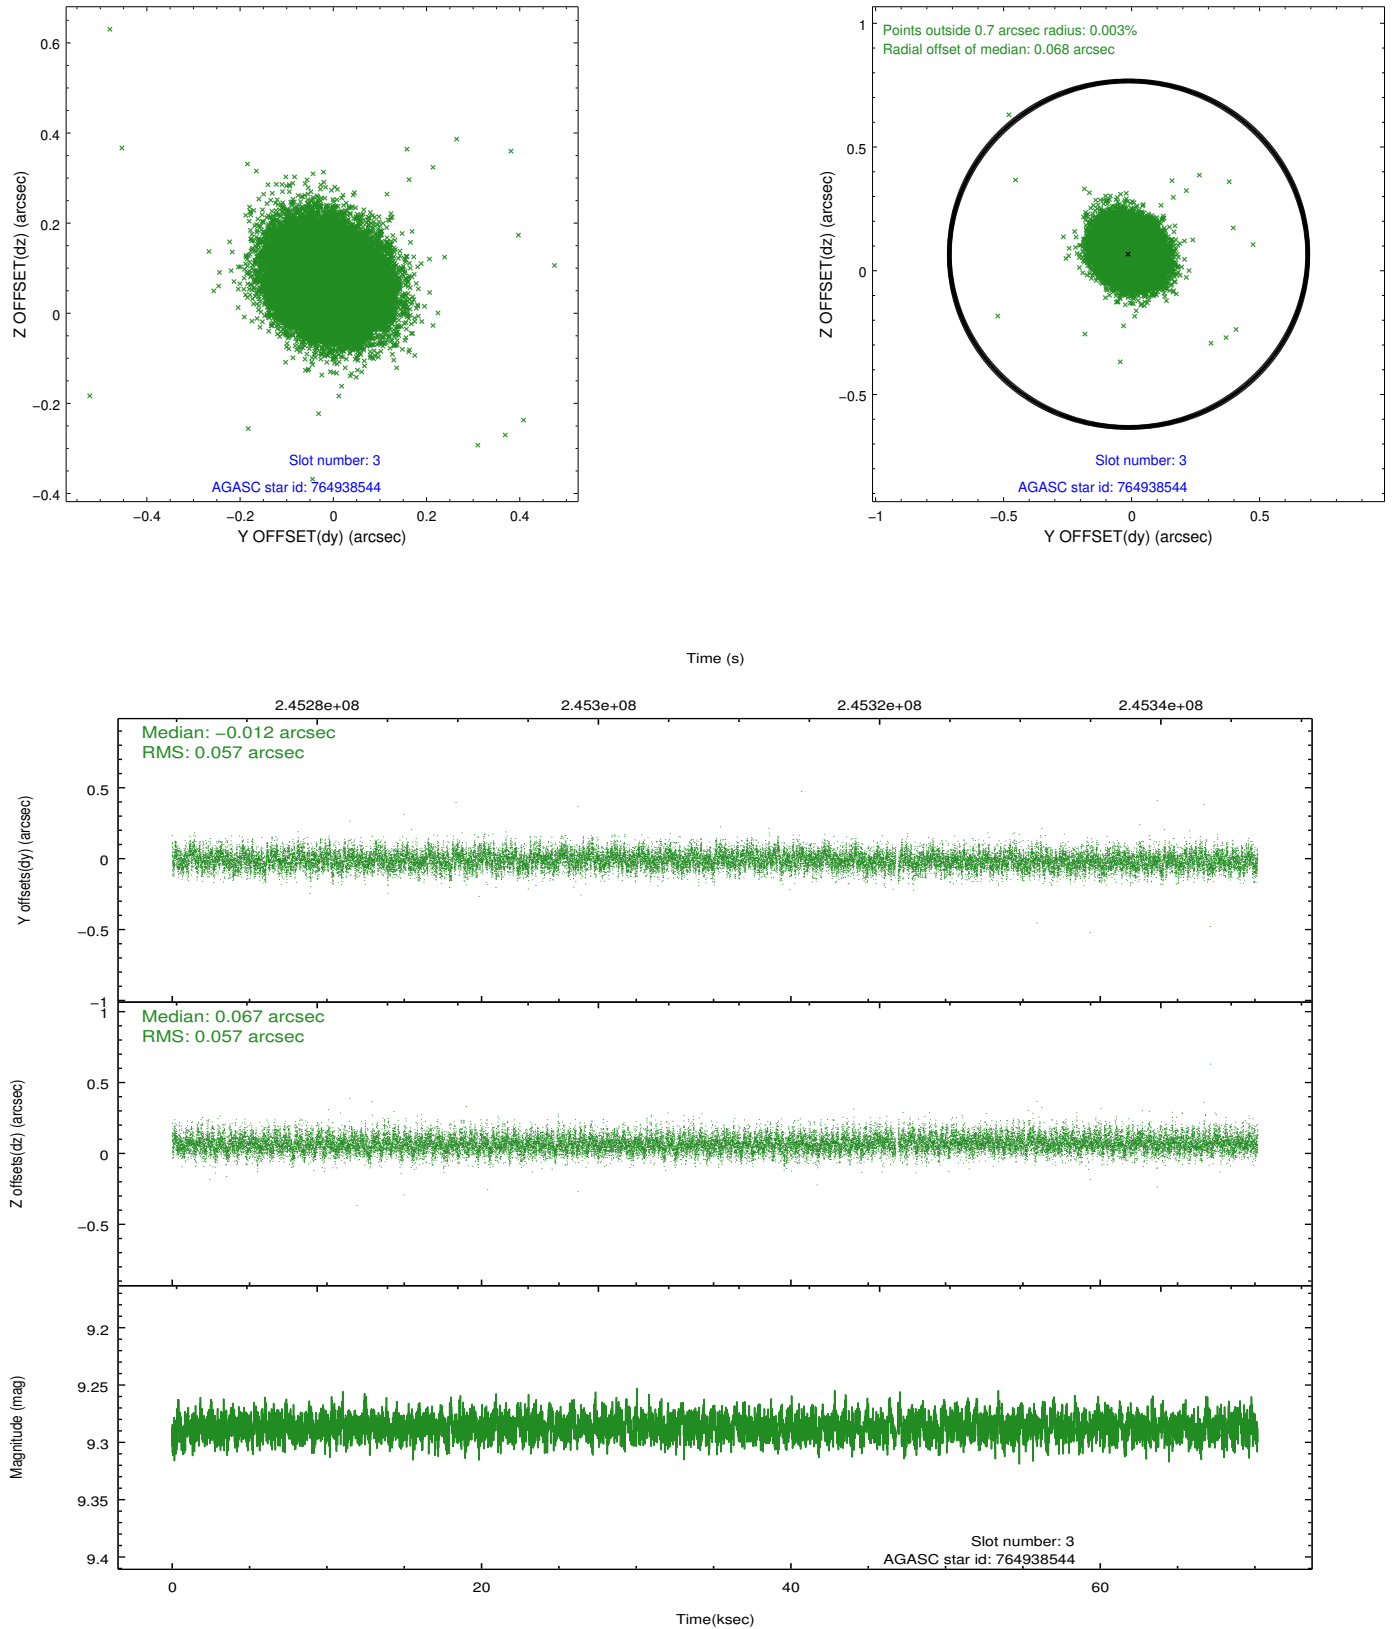 0.6
0.4
0.2
0
−0.2
−0.4
Z OFFSET(dz) (arcsec)
Slot number: 3
AGASC star id: 764938544
−0.4 −0.2 0 0.2 0.4
Y OFFSET(dy) (arcsec)
Points outside 0.7 arcsec radius: 0.003%
Radial offset of median: 0.068 arcsec
1
0.5
0
−0.5
Z OFFSET(dz) (arcsec)
Slot number: 3
AGASC star id: 764938544
−1 −0.5 0 0.5
Y OFFSET(dy) (arcsec)
Time (s)
2.4528e+08 2.453e+08 2.4532e+08 2.4534e+08
Median: −0.012 arcsec
RMS: 0.057 arcsec
0.5
0
−0.5
−1
Y offsets(dy) (arcsec)
Median: 0.067 arcsec
RMS: 0.057 arcsec
1
0.5
0
−0.5
Z offsets(dz) (arcsec)
9.2
9.25
9.3
9.35
9.4
Magnitude (mag)
Slot number: 3
AGASC star id: 764938544
0 20 40 60
Time(ksec)